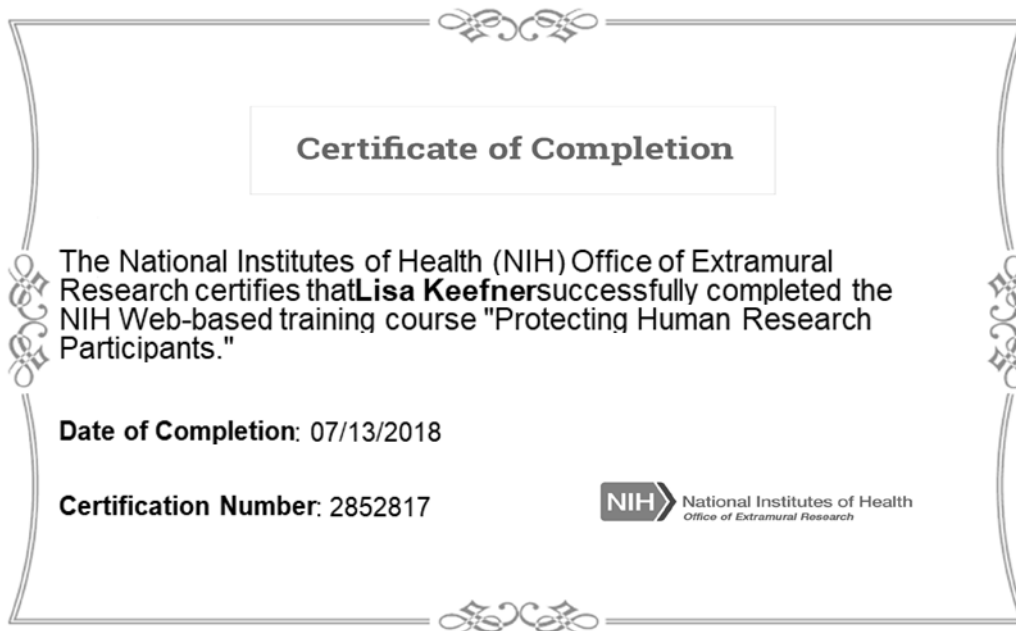 Certificate of Completion
The National Institutes of Health (NIH) Office of Extramural
Research certifies thatLisa Keefnersuccessfully completed the
NIH Web-based training course "Protecting Human Research
Participants."
Date of Completion: 07/13/2018
Certification Number: 2852817
NIH National Institutes of Health
Office of Extramural Research